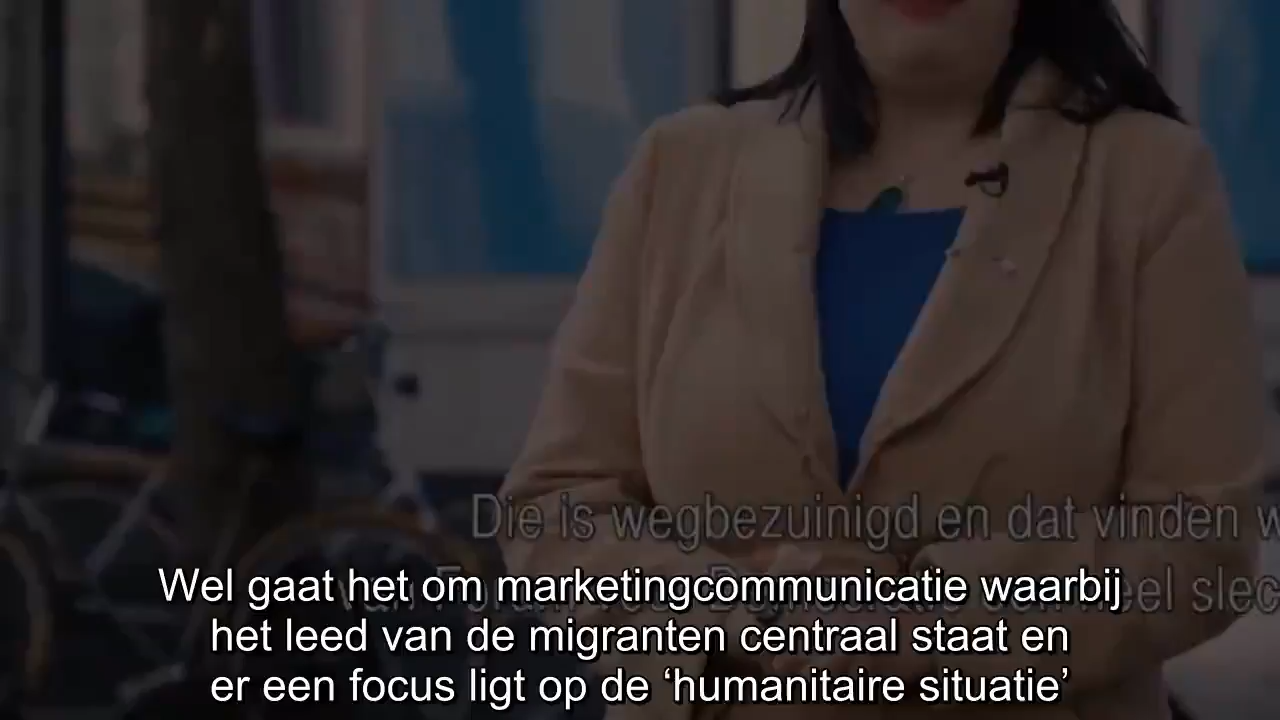 Die is wegbezuinigd en dat vinden
Wel gaat het om marketingcommunicatie waarbij
het leed van de migranten centraal staat en
er een focus ligt op de ‘humanitaire situatie’